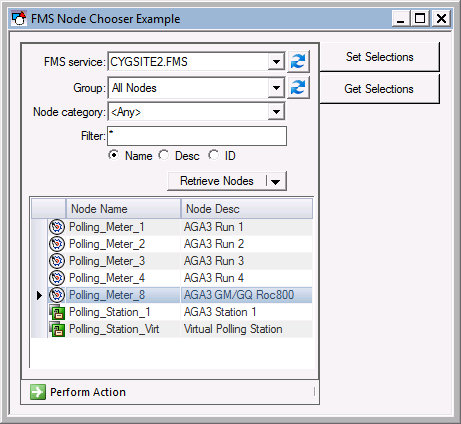 FMS Node Chooser Example
FMS service: CYGSITE2.FMS
Set Selections
Group: All Nodes
Get Selections
Node category: <Any>
Filter: *
Name Desc ID
Retrieve Nodes
Node Name Node Desc
Polling_Meter_1 AGA3 Run 1
Polling_Meter_2 AGA3 Run 2
Polling_Meter_3 AGA3 Run 3
Polling_Meter_4 AGA3 Run 4
Polling_Meter_8 AGA3 GM/GQ Roc800
Polling_Station_1 AGA3 Station 1
Polling_Station_Virt Virtual Polling Station
Perform Action